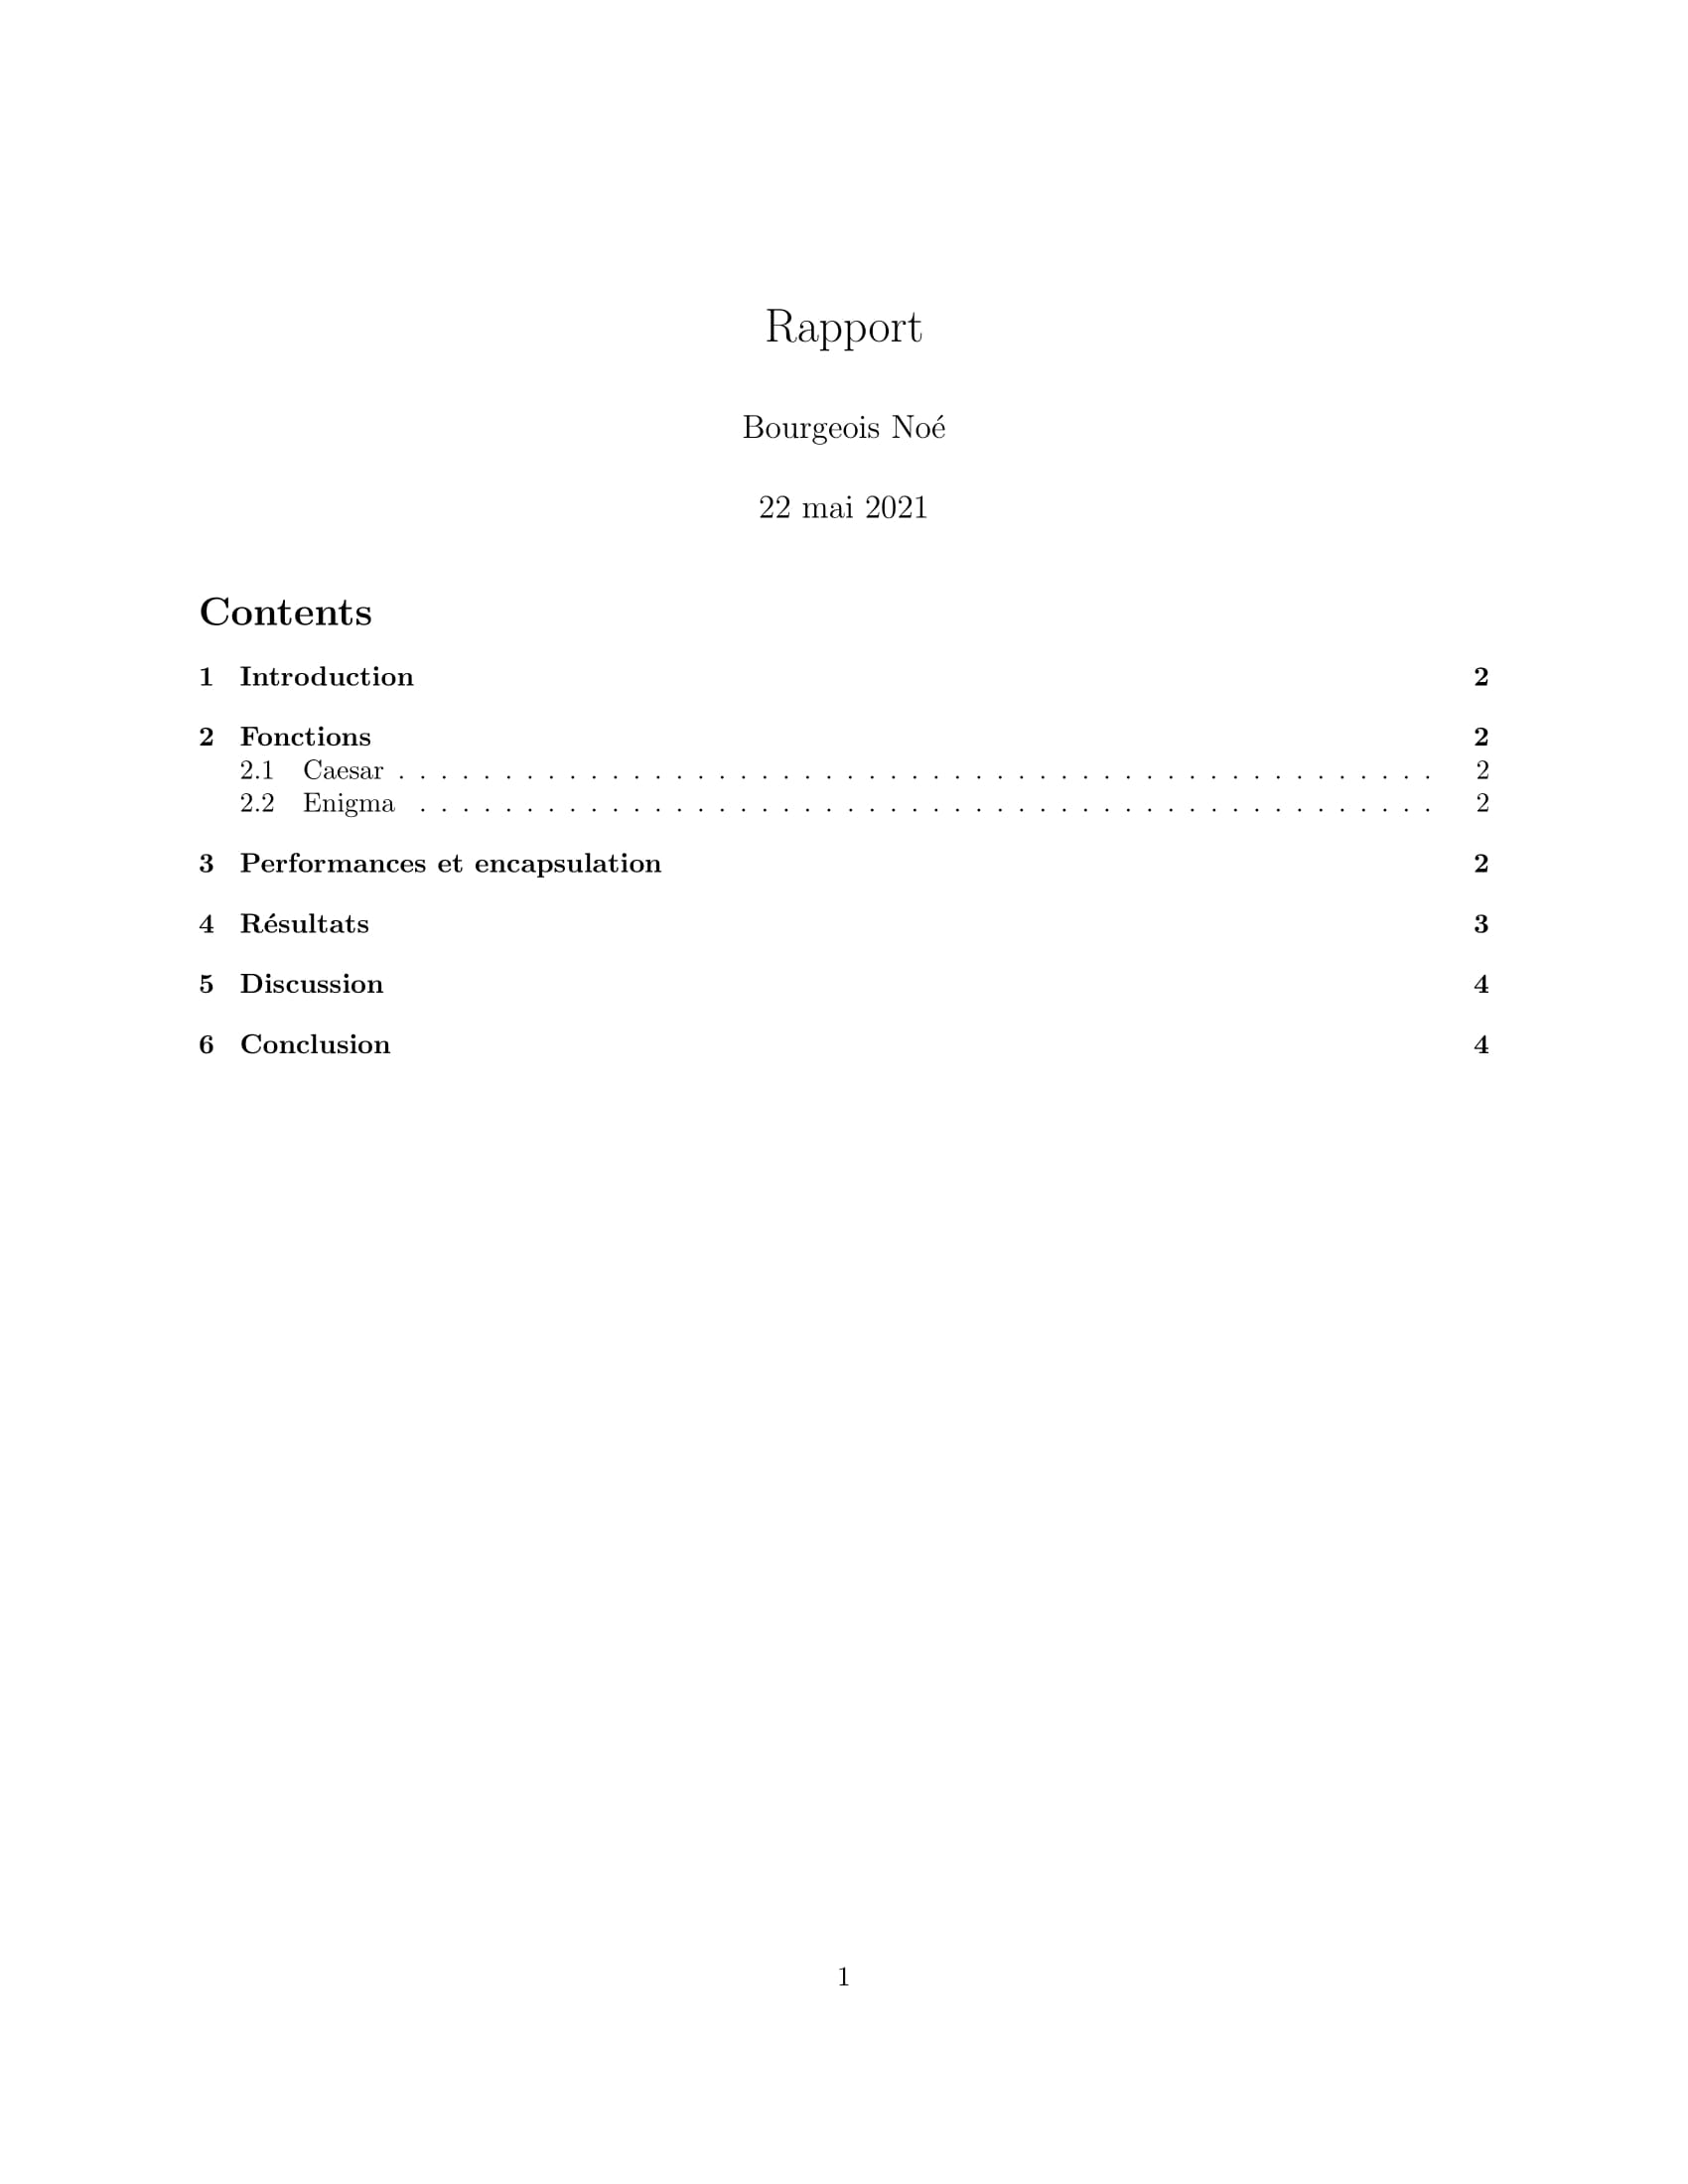 Rapport
Bourgeois Noé
22 mai 2021
Contents
1 Introduction 2
2 Fonctions 2
2.1 Caesar . . . . . . . . . . . . . . . . . . . . . . . . . . . . . . . . . . . . . . . . . . . . . . . . . 2
2.2 Enigma . . . . . . . . . . . . . . . . . . . . . . . . . . . . . . . . . . . . . . . . . . . . . . . . 2
3 Performances et encapsulation 2
4 Résultats 3
5 Discussion 4
6 Conclusion 4
1